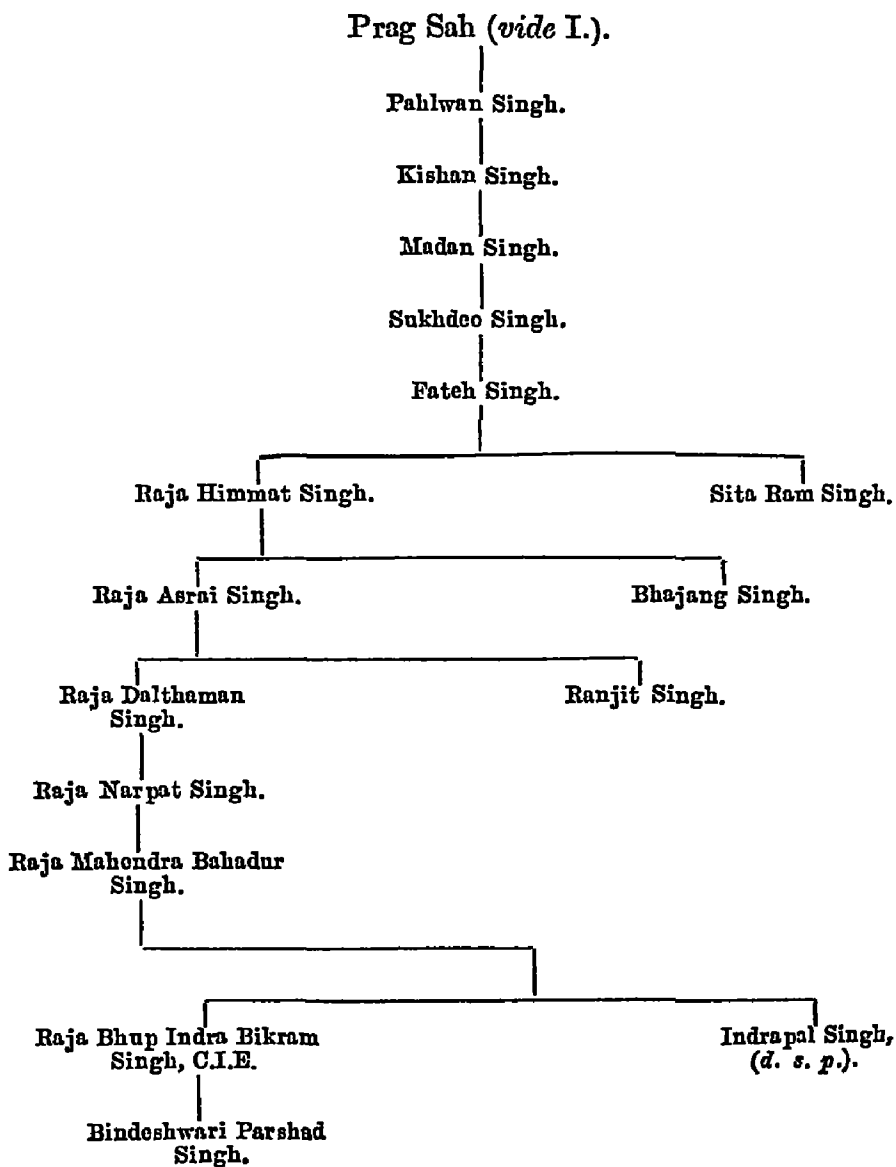 Prag Sah (vide I.).
Pahlwan Singh.
Kishan Singh.
Madan Singh.
Sukhdeo Singh.
Fateh Singh.
Raja Himmat Singh.
Sita Ram Singh.
Raja Asrai Singh.
Bhajang Singh.
Raja Dalthaman
Singh.
Ranjit Singh.
Raja Narpat Singh.
Raja Mahendra Bahadur
Singh.
Raja Bhup Indra Bikram
Singh, C.I.E.
Indrapal Singh,
(d. s. p.).
Bindeshwari Parshad
Singh.